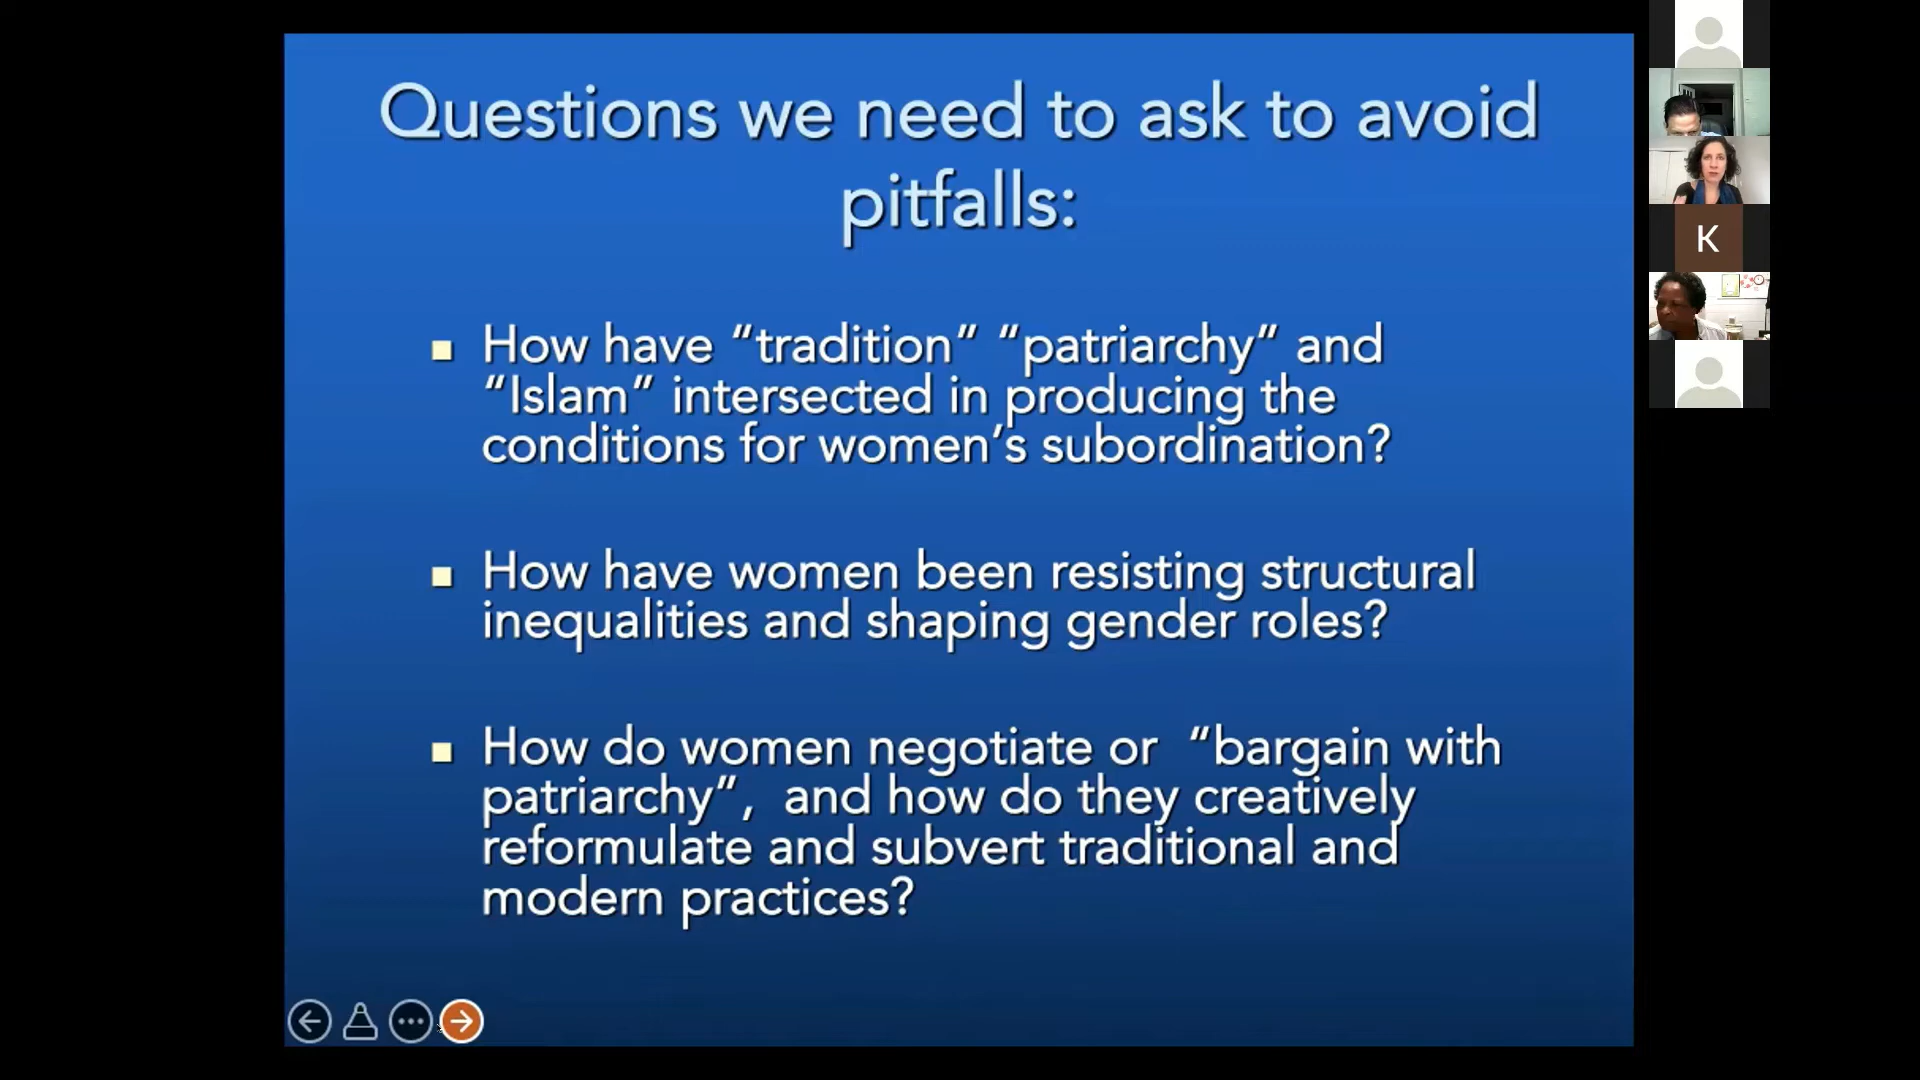 Questions we need to ask to avoid
pitfalls:
How have “tradition” “patriarchy” and
“Islam” intersected in producing the
conditions for women’s subordination?
How have women been resisting structural
inequalities and shaping gender roles?
How do women negotiate or “bargain with
patriarchy”, and how do they creatively
reformulate and subvert traditional and
modern practices?
K